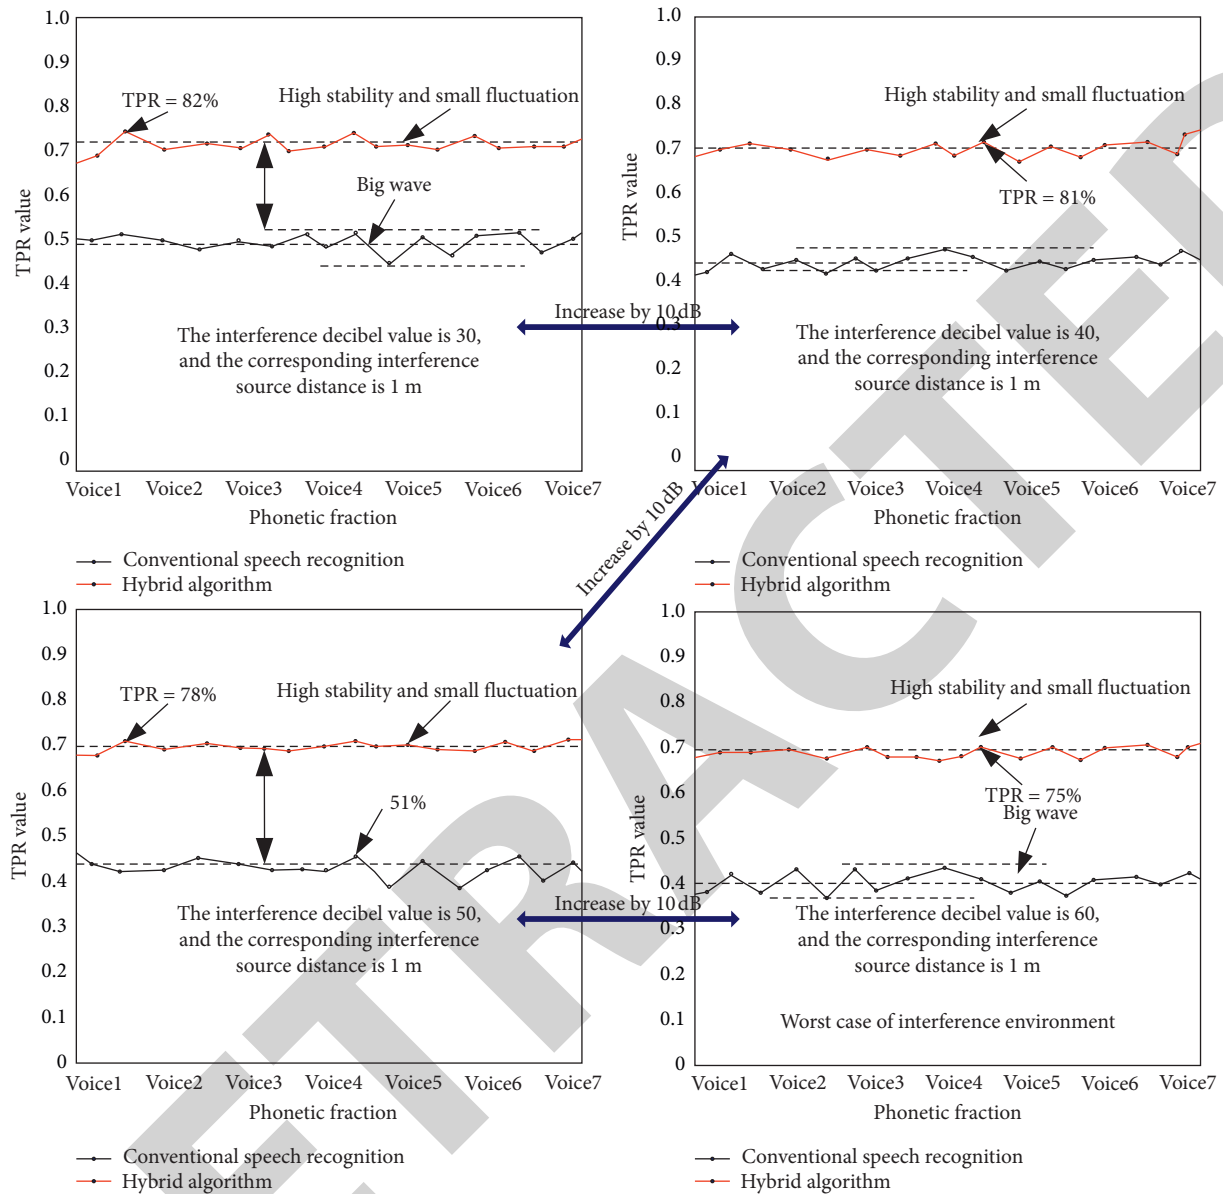 1.0
0.9
0.8
0.7
0.6
0.5
0.4
0.3
0.2
0.1
0
TPR value
TPR = 82%
High stability and small fluctuation
Big wave
The interference decibel value is 30,
and the corresponding interference
source distance is 1 m
Voice1 Voice2 Voice3 Voice4 Voice5 Voice6 Voice7
Phonetic fraction
Conventional speech recognition
Hybrid algorithm
Increase by 10 dB
1.0
0.9
0.8
0.7
0.6
0.5
0.4
0.3
0.2
0.1
0
TPR value
High stability and small fluctuation
TPR = 81%
The interference decibel value is 40,
and the corresponding interference
source distance is 1 m
Voice1 Voice2 Voice3 Voice4 Voice5 Voice6 Voice7
Phonetic fraction
Conventional speech recognition
Hybrid algorithm
Increase by 10 dB
1.0
0.9
0.8
0.7
0.6
0.5
0.4
0.3
0.2
0.1
0
TPR value
TPR = 78%
High stability and small fluctuation
51%
The interference decibel value is 50,
and the corresponding interference
source distance is 1 m
Voice1 Voice2 Voice3 Voice4 Voice5 Voice6 Voice7
Phonetic fraction
Conventional speech recognition
Hybrid algorithm
Increase by 10 dB
1.0
0.9
0.8
0.7
0.6
0.5
0.4
0.3
0.2
0.1
0
TPR value
High stability and small fluctuation
TPR = 75%
Big wave
The interference decibel value is 60,
and the corresponding interference
source distance is 1 m
Worst case of interference environment
Voice1 Voice2 Voice3 Voice4 Voice5 Voice6 Voice7
Phonetic fraction
Conventional speech recognition
Hybrid algorithm
ETRACTED